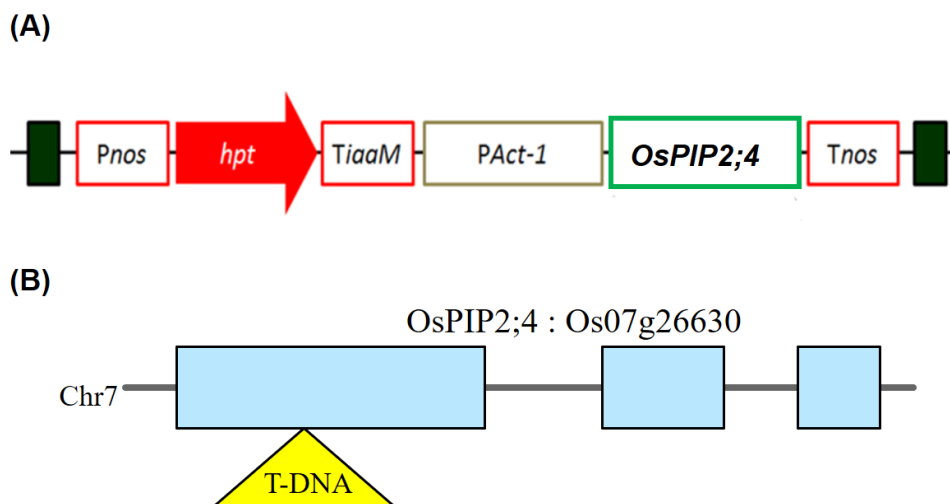 (A)
Pnos hpt TiaaM PAct-1 OsPIP2;4 Tnos
(B)
OsPIP2;4 : Os07g26630
Chr7
T-DNA